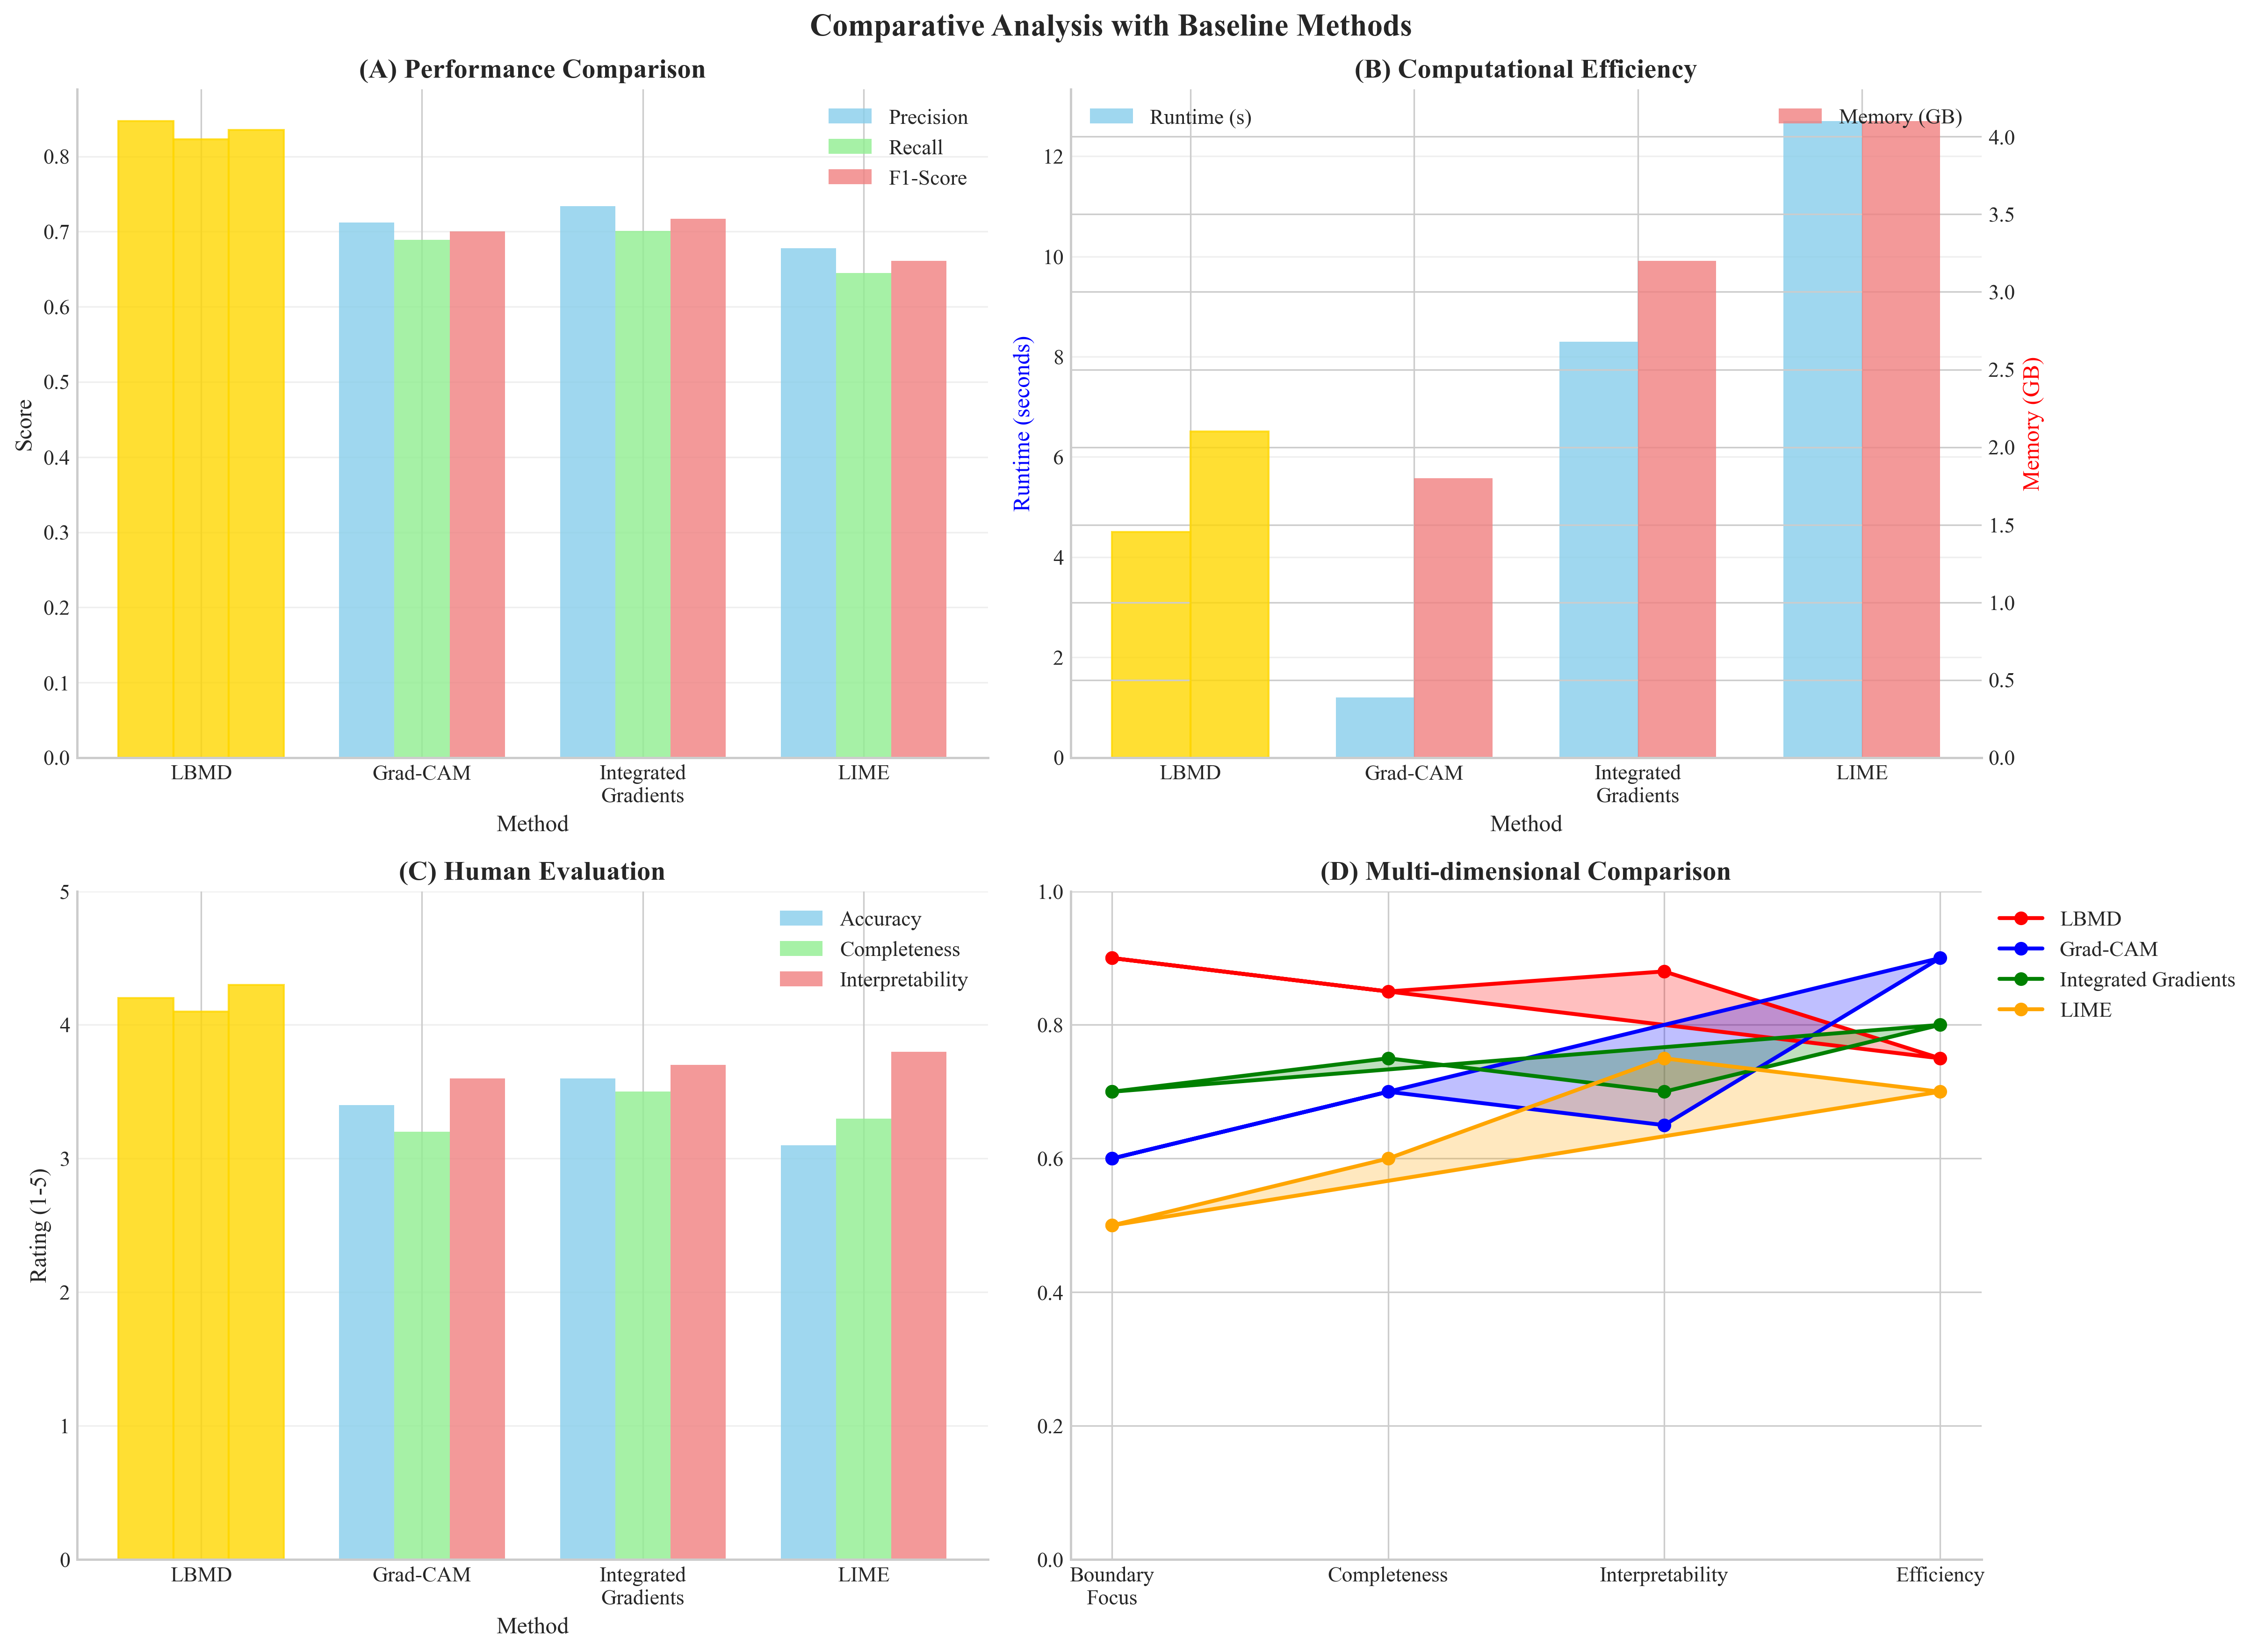 Comparative Analysis with Baseline Methods
(A) Performance Comparison
Precision
Recall
F1-Score
Score
0.8
0.7
0.6
0.5
0.4
0.3
0.2
0.1
0.0
LBMD
Grad-CAM
Integrated
Gradients
LIME
Method
(B) Computational Efficiency
Runtime (s)
Memory (GB)
Runtime (seconds)
12
10
8
6
4
2
0
4.0
3.5
3.0
2.5
2.0
1.5
1.0
0.5
0.0
Memory (GB)
LBMD
Grad-CAM
Integrated
Gradients
LIME
Method
(C) Human Evaluation
Accuracy
Completeness
Interpretability
Rating (1-5)
5
4
3
2
1
0
LBMD
Grad-CAM
Integrated
Gradients
LIME
Method
(D) Multi-dimensional Comparison
1.0
0.8
0.6
0.4
0.2
0.0
Boundary
Focus
Completeness
Interpretability
Efficiency
LBMD
Grad-CAM
Integrated Gradients
LIME